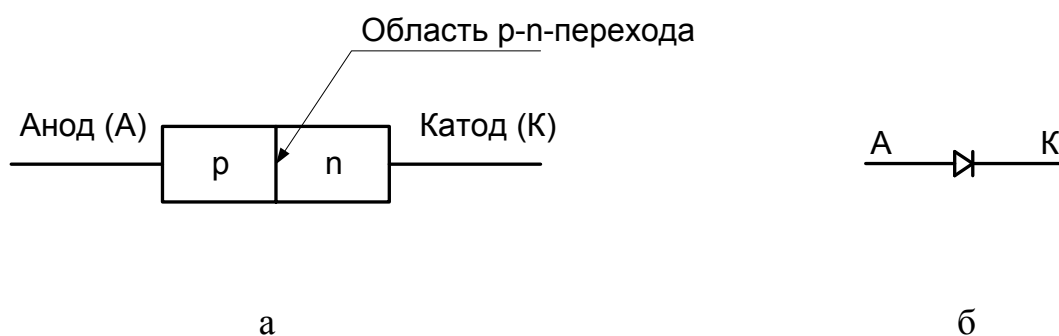 Область p-n-перехода
Анод (А)
Катод (К)
p
n
А
К
а
б